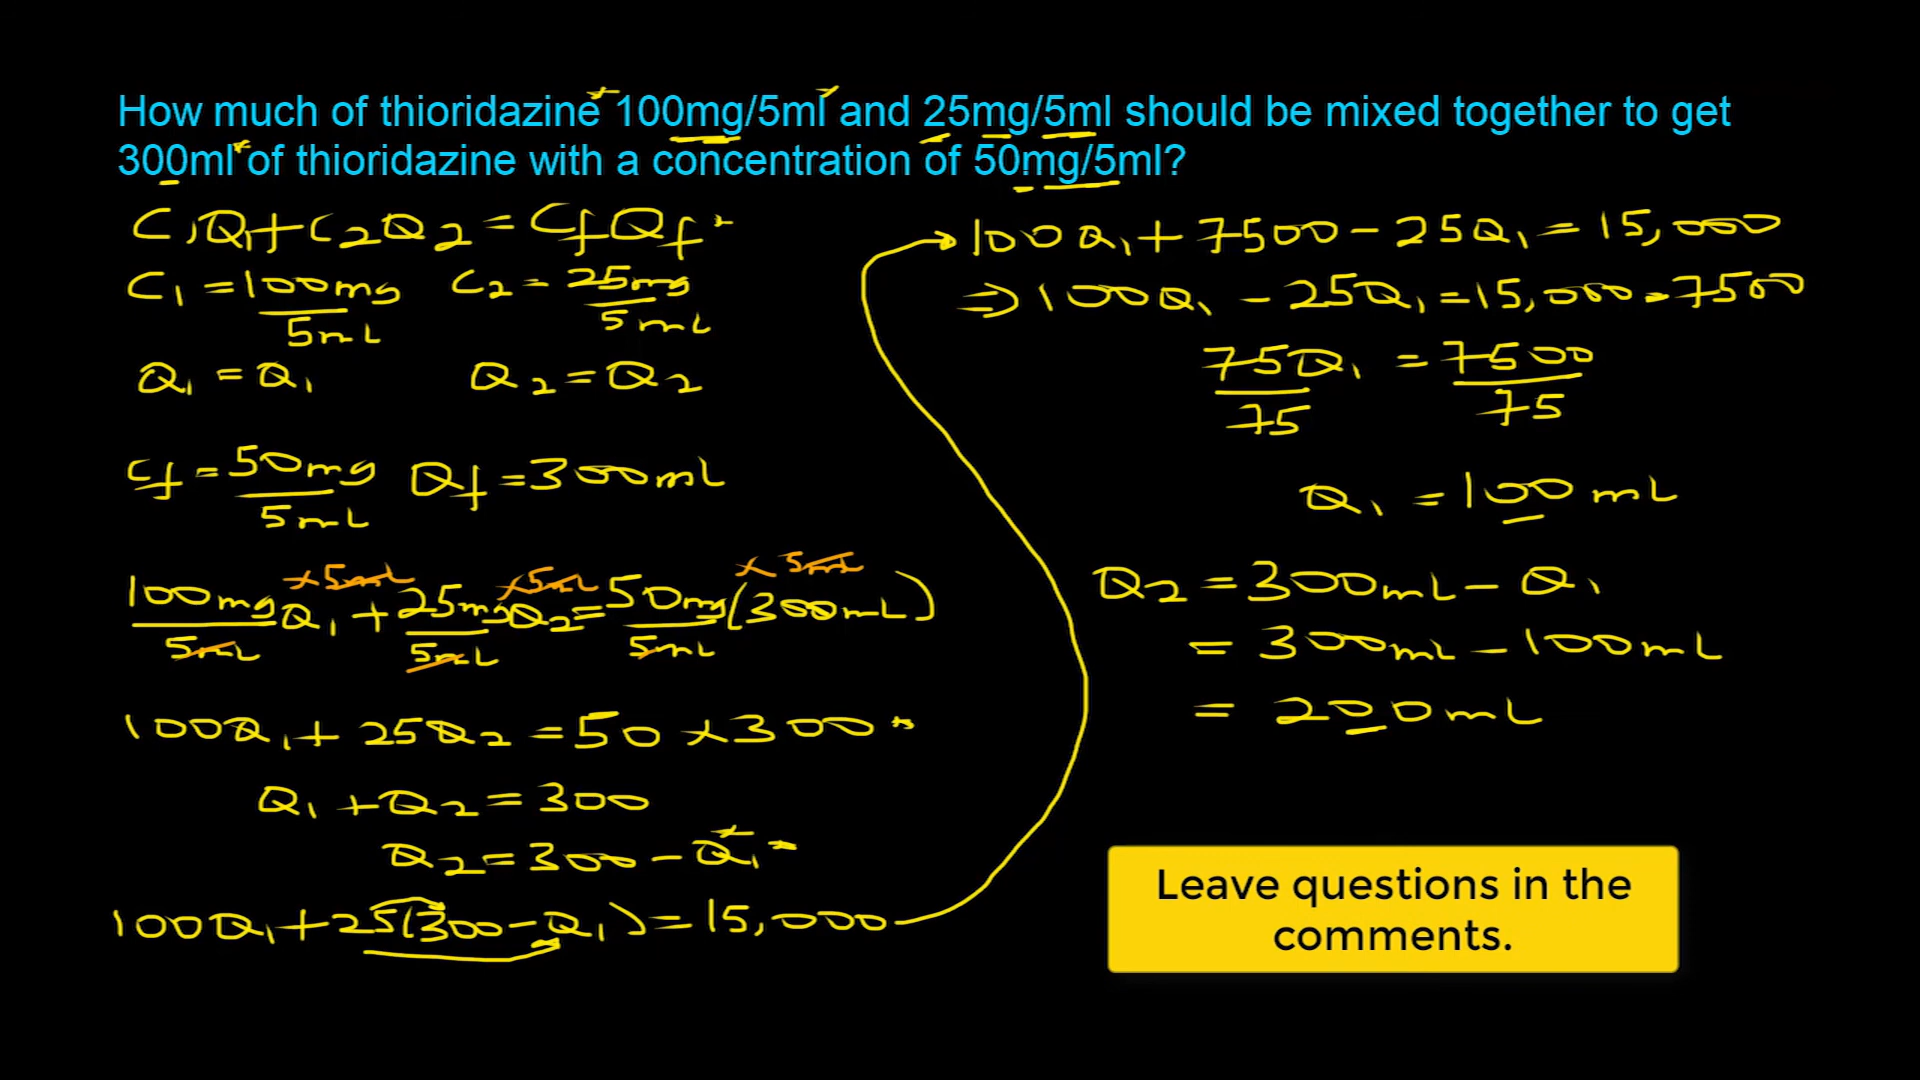 How much of thioridazine 100mg/5ml and 25mg/5ml should be mixed together to get
300ml of thioridazine with a concentration of 50mg/5ml?
C₁Q₁+C₂Q₂=CfQf
C₁=100mg/5mL C₂=25mg/5mL
Q₁=Q₁ Q₂=Q₂
Cf=50mg/5mL Qf=300mL
×5mL ×5mL ×5mL
100mg/5mL Q₁+25mg/5mL Q₂=50mg/5mL(300mL)
100Q₁+25Q₂=50×300
Q₁+Q₂=300
Q₂=300-Q₁
100Q₁+25(300-Q₁)=15,000
100Q₁+7500-25Q₁=15,000
⇒100Q₁-25Q₁=15,000-7500
75Q₁/75=7500/75
Q₁=100mL
Q₂=300mL-Q₁
=300mL-100mL
=200mL
Leave questions in the
comments.